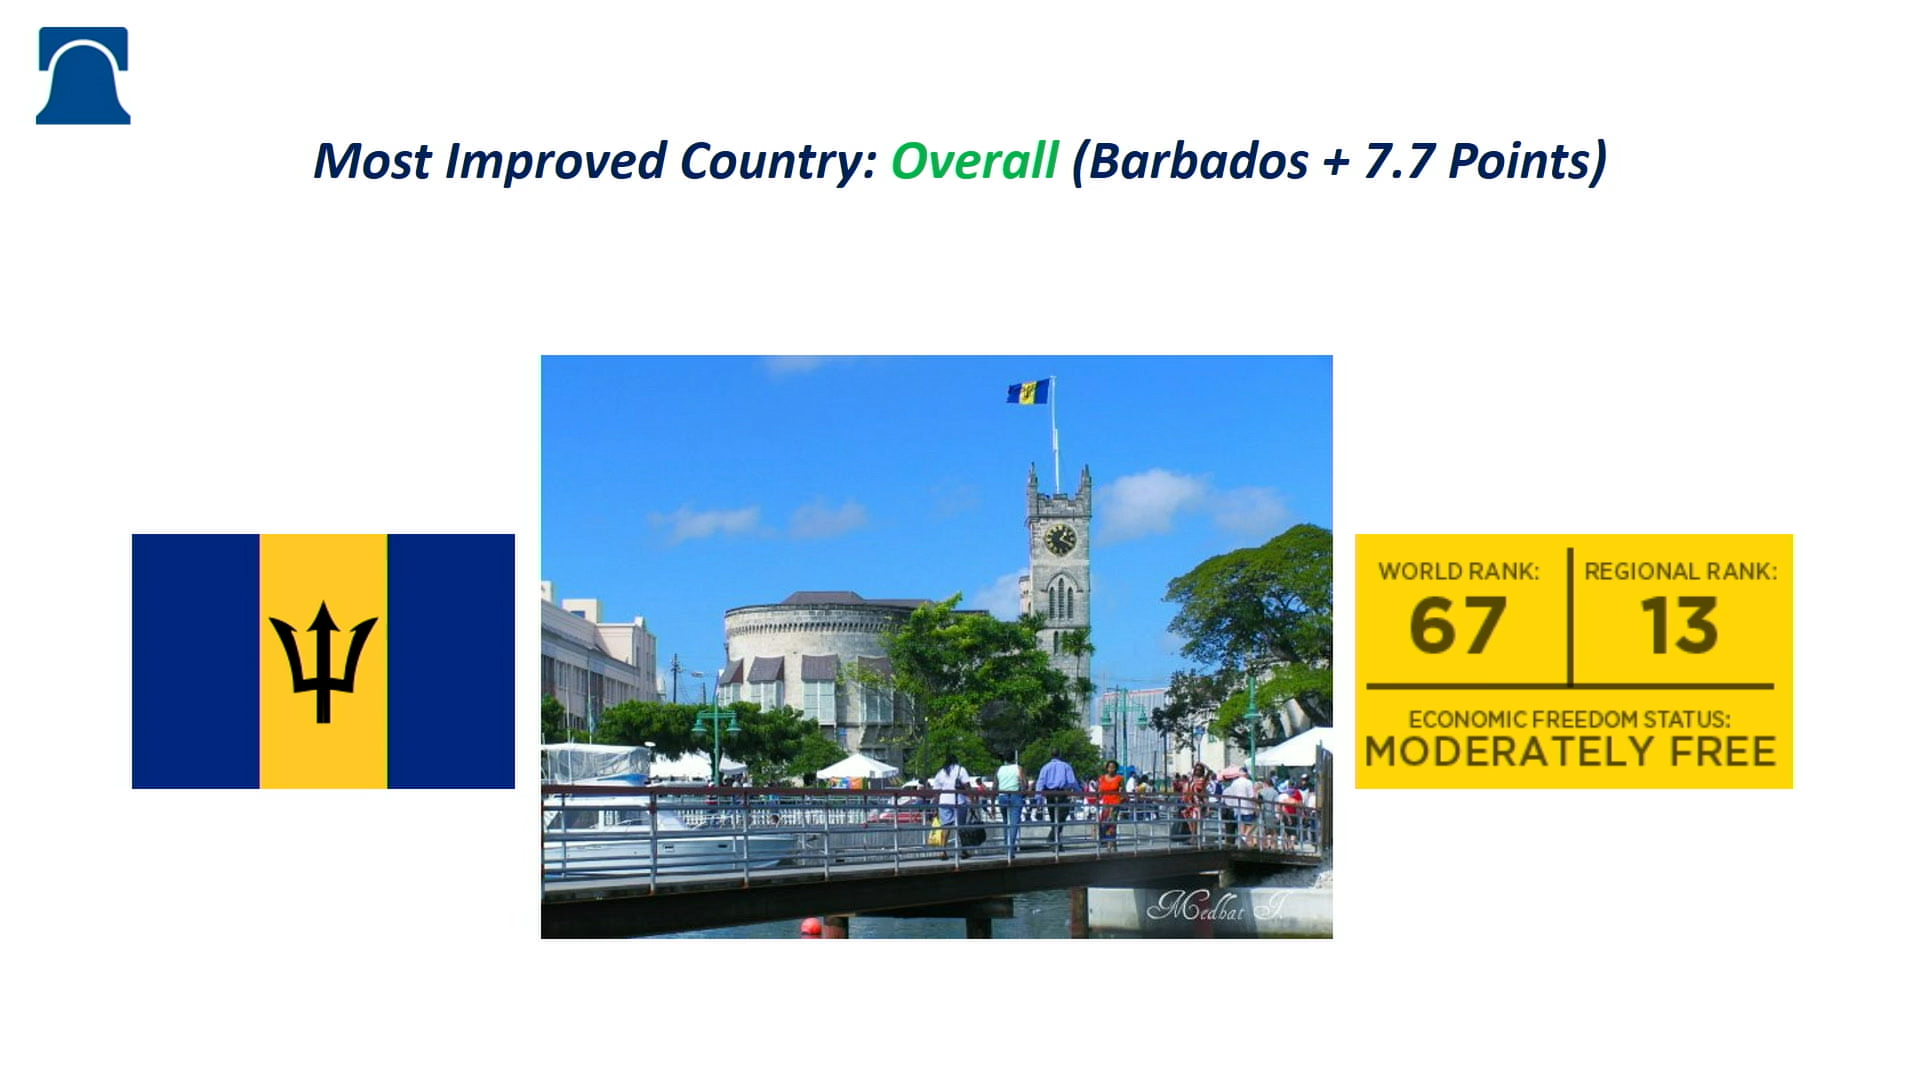 Most Improved Country: Overall (Barbados + 7.7 Points)
WORLD RANK:
67
REGIONAL RANK:
13
ECONOMIC FREEDOM STATUS:
MODERATELY FREE
Medhat I.